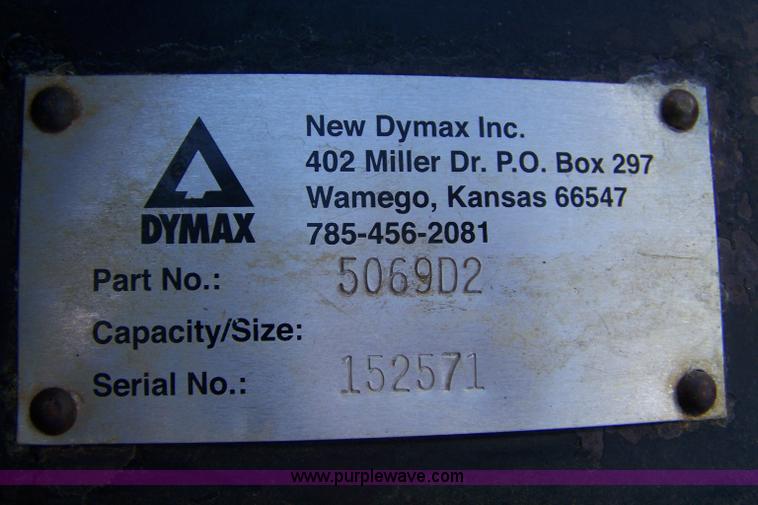 New Dymax Inc.
402 Miller Dr. P.O. Box 297
Wamego, Kansas 66547
785-456-2081
DYMAX
Part No.: 5069D2
Capacity/Size:
Serial No.: 152571
www.purplewave.com